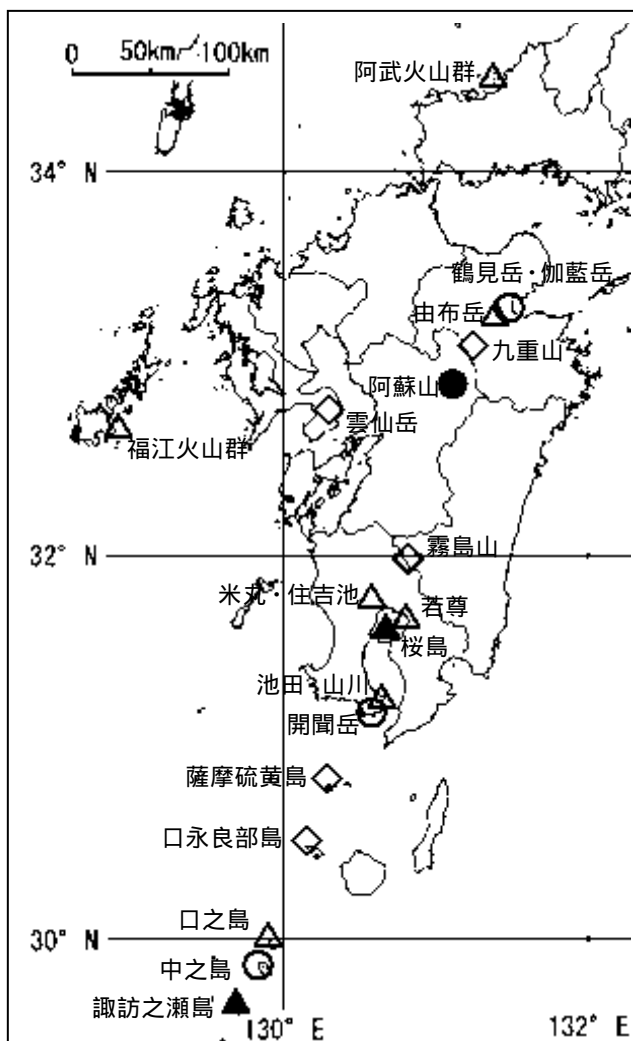 0 50km 100km
阿武火山群
34° N
鶴見岳・伽藍岳
由布岳
九重山
阿蘇山
雲仙岳
福江火山群
32° N
霧島山
米丸・住吉池
若尊
桜島
池田・山川
開聞岳
薩摩硫黄島
口永良部島
口之島
30° N
中之島
諏訪之瀬島
130° E
132° E